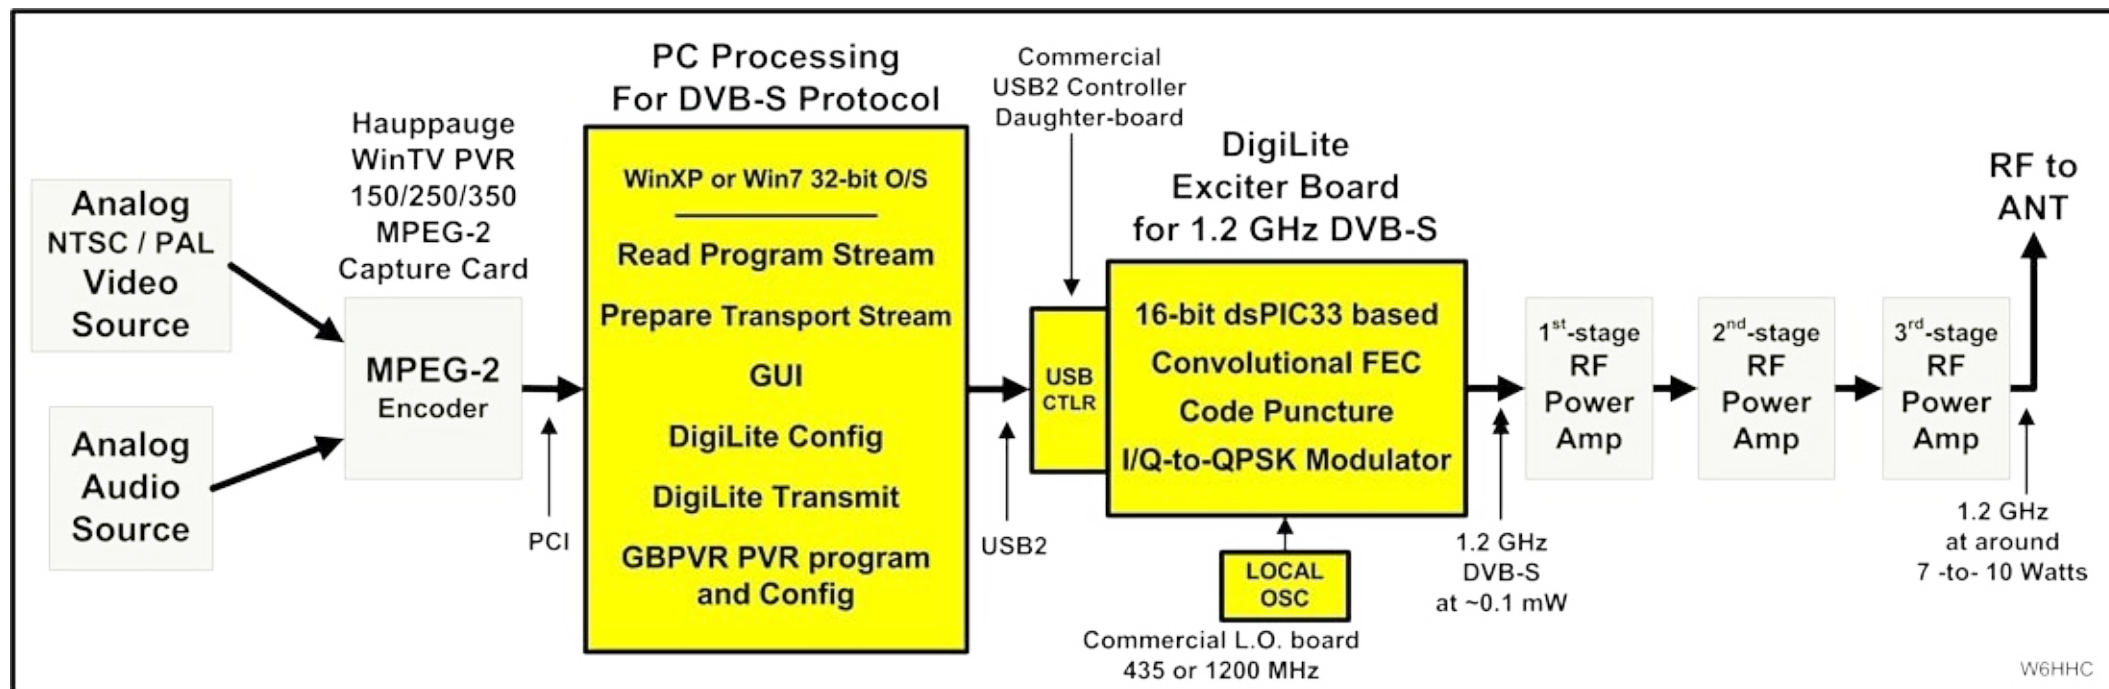 Analog
NTSC / PAL
Video
Source
Analog
Audio
Source
Hauppauge
WinTV PVR
150/250/350
MPEG-2
Capture Card
MPEG-2
Encoder
PCI
PC Processing
For DVB-S Protocol
WinXP or Win7 32-bit O/S
Read Program Stream
Prepare Transport Stream
GUI
DigiLite Config
DigiLite Transmit
GBPVR PVR program
and Config
USB2
Commercial
USB2 Controller
Daughter-board
USB
CTLR
DigiLite
Exciter Board
for 1.2 GHz DVB-S
16-bit dsPIC33 based
Convolutional FEC
Code Puncture
I/Q-to-QPSK Modulator
LOCAL
OSC
Commercial L.O. board
435 or 1200 MHz
1.2 GHz
DVB-S
at ~0.1 mW
1st-stage
RF
Power
Amp
2nd-stage
RF
Power
Amp
3rd-stage
RF
Power
Amp
RF to
ANT
1.2 GHz
at around
7 -to- 10 Watts
W6HHC